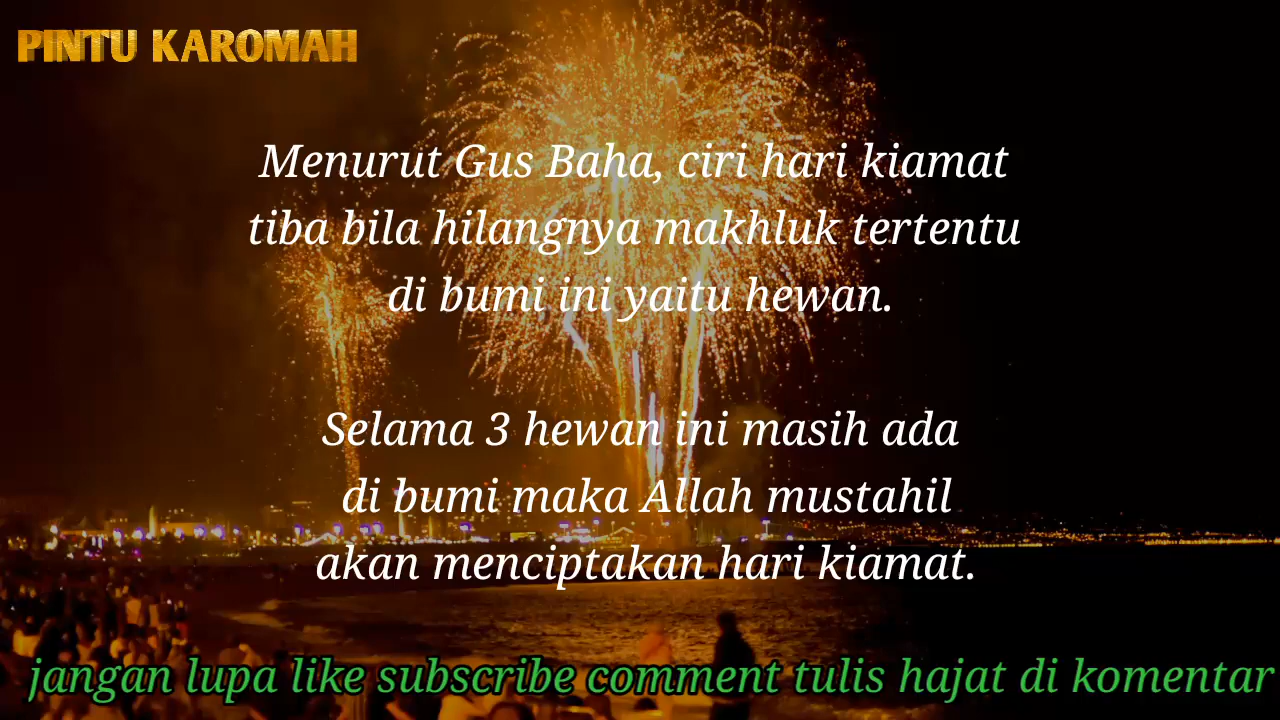 PINTU KAROMAH
Menurut Gus Baha, ciri hari kiamat
tiba bila hilangnya makhluk tertentu
di bumi ini yaitu hewan.
Selama 3 hewan ini masih ada
di bumi maka Allah mustahil
akan menciptakan hari kiamat.
jangan lupa like subscribe comment tulis hajat di komentar